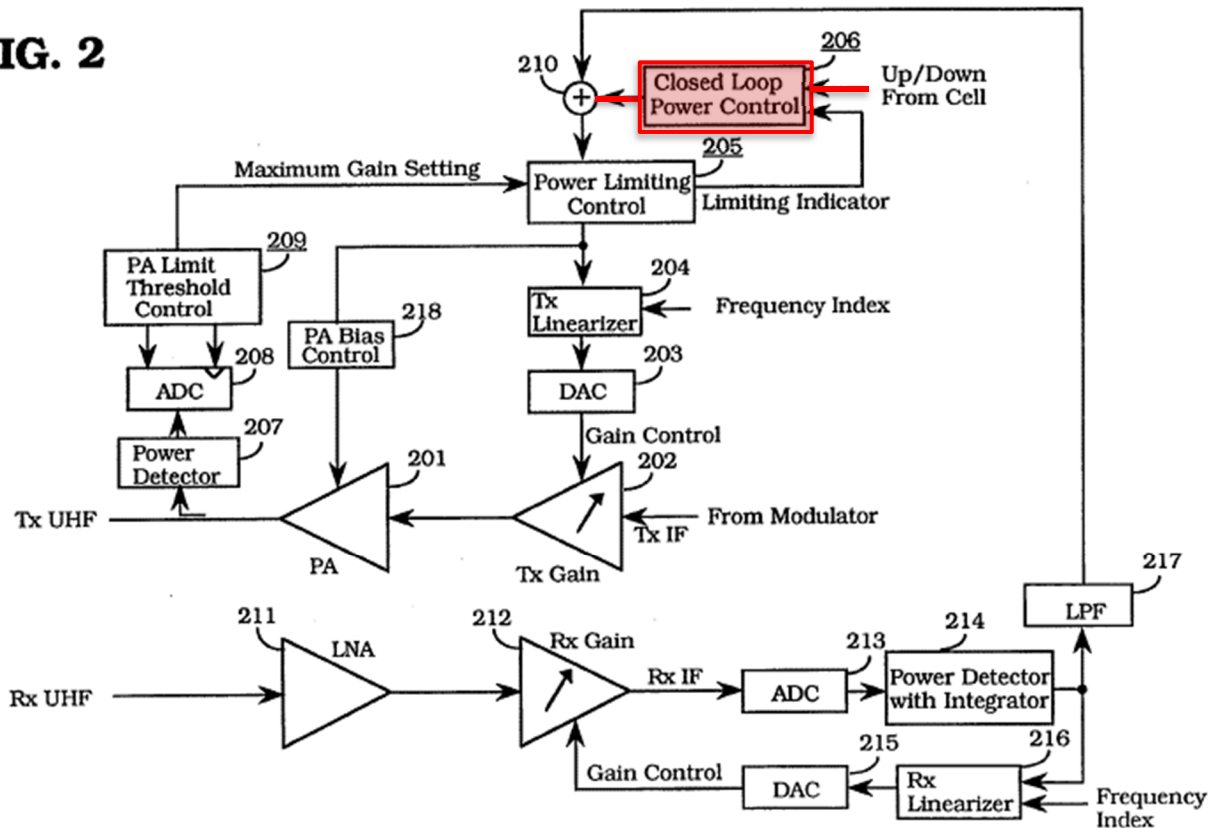 IG. 2
206
210
Closed Loop
Power Control
Up/Down
From Cell
205
Maximum Gain Setting
Power Limiting
Control
Limiting Indicator
209
PA Limit
Threshold
Control
204
Tx
Linearizer
Frequency Index
218
PA Bias
Control
208
ADC
203
DAC
207
Power
Detector
Gain Control
201
202
Tx UHF
From Modulator
Tx IF
PA
Tx Gain
217
LPF
211
LNA
212
Rx Gain
213
214
Rx UHF
Rx IF
ADC
Power Detector
with Integrator
215
216
Gain Control
DAC
Rx
Linearizer
Frequency
Index